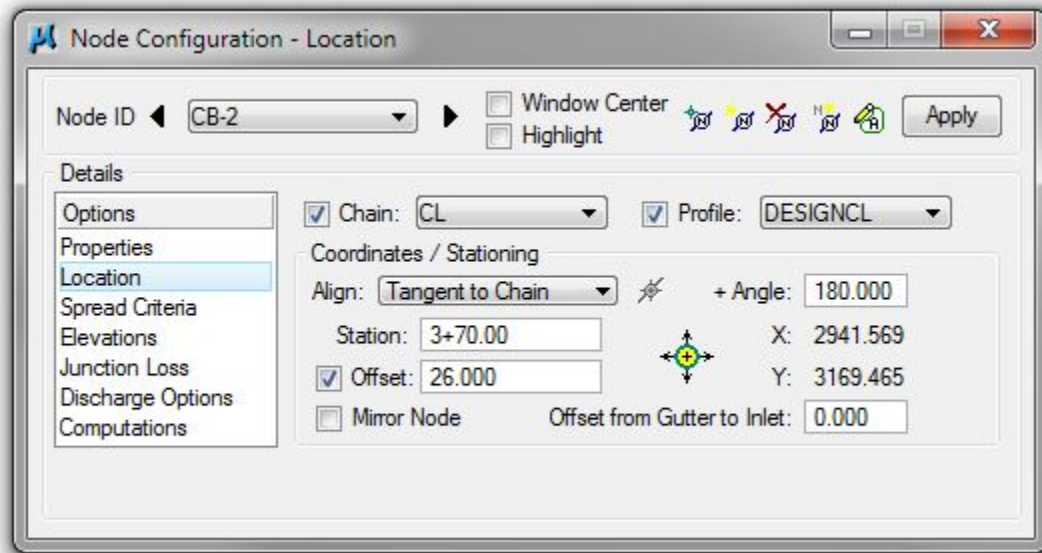 Node Configuration - Location
Node ID CB-2 Window Center Apply
Highlight
Details
Options
Properties
Location
Spread Criteria
Elevations
Junction Loss
Discharge Options
Computations
Chain: CL Profile: DESIGNCL
Coordinates / Stationing
Align: Tangent to Chain + Angle: 180.000
Station: 3+70.00 X: 2941.569
Offset: 26.000 Y: 3169.465
Mirror Node Offset from Gutter to Inlet: 0.000